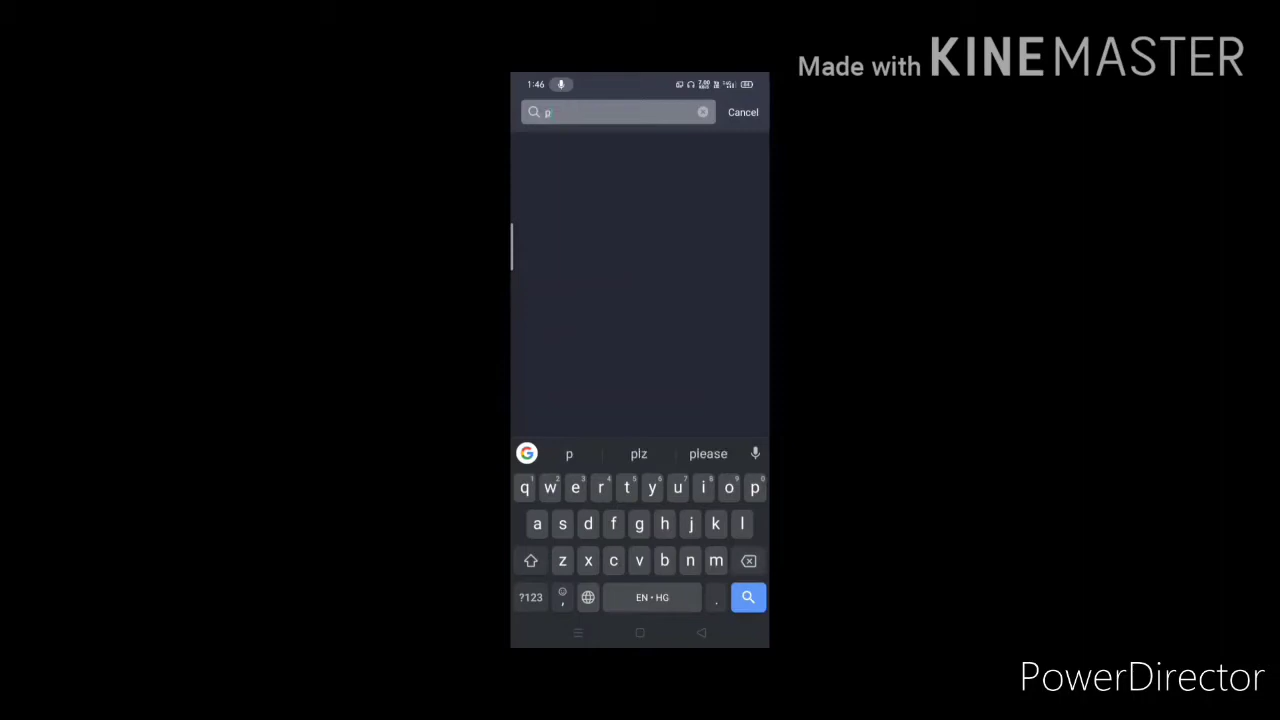 Made with KINEMASTER
1:46
p
Cancel
p plz please
q w e r t y u i o p
a s d f g h j k l
z x c v b n m
?123 , EN • HG .
PowerDirector